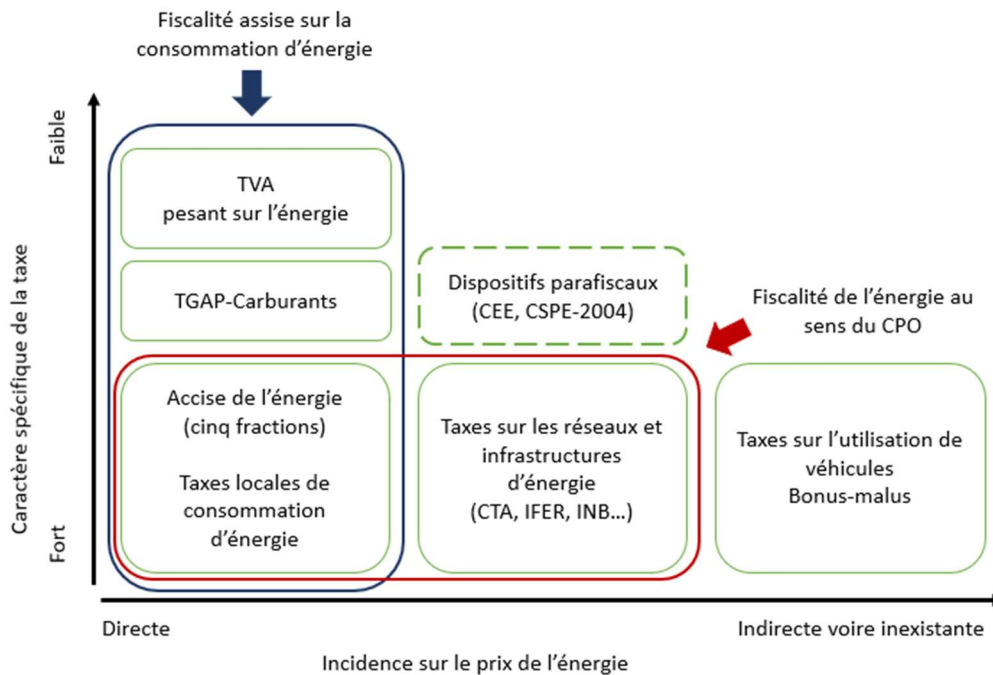 Fiscalité assise sur la
consommation d’énergie
Faible
Caractère spécifique de la taxe
Fort
TVA
pesant sur l’énergie
TGAP-Carburants
Dispositifs parafiscaux
(CEE, CSPE-2004)
Fiscalité de l’énergie au
sens du CPO
Accise de l’énergie
(cinq fractions)
Taxes locales de
consommation
d’énergie
Taxes sur les réseaux et
infrastructures
d’énergie
(CTA, IFER, INB…)
Taxes sur l’utilisation de
véhicules
Bonus-malus
Directe
Indirecte voire inexistante
Incidence sur le prix de l’énergie